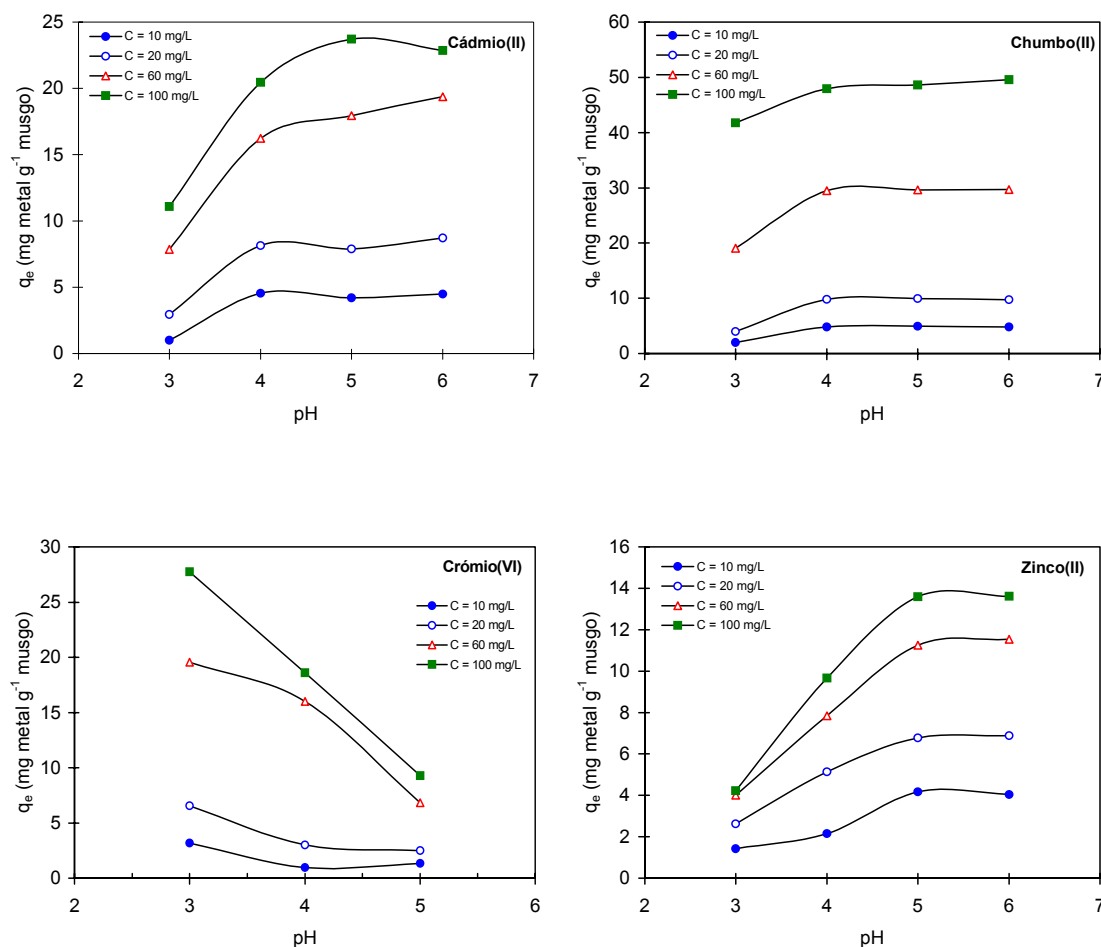 Cádmio(II)
C = 10 mg/L
C = 20 mg/L
C = 60 mg/L
C = 100 mg/L
25
20
15
10
5
0
qₑ (mg metal g⁻¹ musgo)
2 3 4 5 6 7
pH
Chumbo(II)
C = 10 mg/L
C = 20 mg/L
C = 60 mg/L
C = 100 mg/L
60
50
40
30
20
10
0
qₑ (mg metal g⁻¹ musgo)
2 3 4 5 6 7
pH
Crómio(VI)
C = 10 mg/L
C = 20 mg/L
C = 60 mg/L
C = 100 mg/L
30
25
20
15
10
5
0
qₑ (mg metal g⁻¹ musgo)
2 3 4 5 6
pH
Zinco(II)
C = 10 mg/L
C = 20 mg/L
C = 60 mg/L
C = 100 mg/L
16
14
12
10
8
6
4
2
0
qₑ (mg metal g⁻¹ musgo)
2 3 4 5 6 7
pH